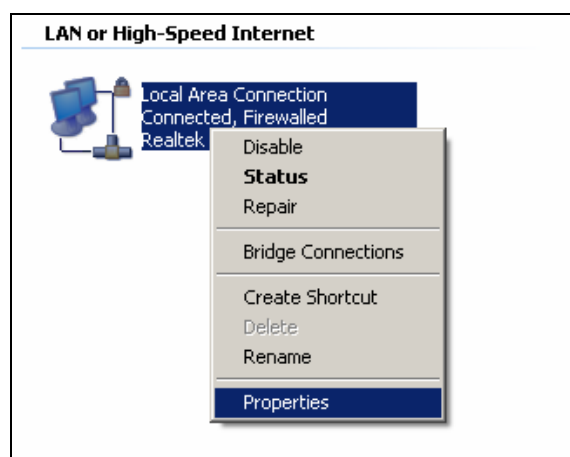 LAN or High-Speed Internet
Local Area Connection
Connected, Firewalled
Realtek
Disable
Status
Repair
Bridge Connections
Create Shortcut
Delete
Rename
Properties